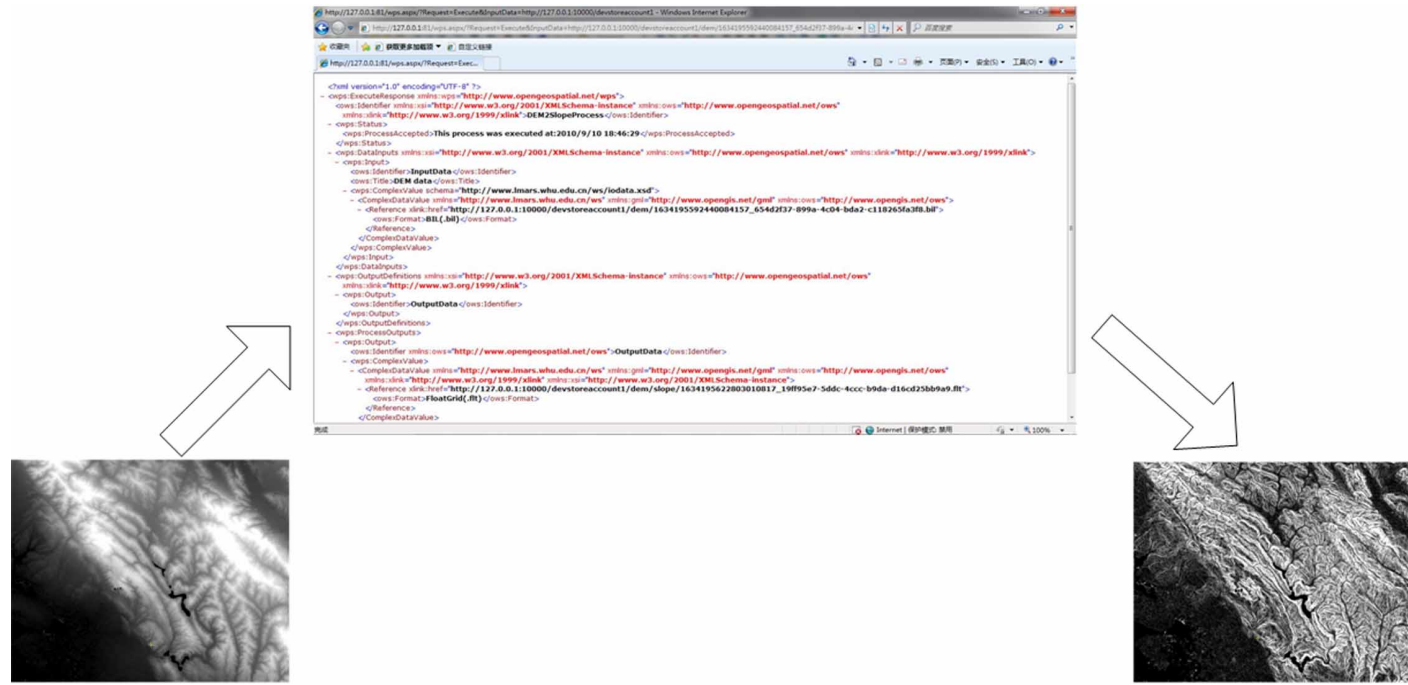 http://127.0.0.1:81/wps.aspx/?Request=Execute&InputData=http://127.0.0.1:10000/devstoreaccount1 - Windows Internet Explorer
http://127.0.0.1:81/wps.aspx/?Request=Execute&InputData=http://127.0.0.1:10000/devstoreaccount1/dem/1634195592440084157_654d2f37-899a-4c 百度搜索
收藏夹 获取更多加载项 自定义链接
http://127.0.0.1:81/wps.aspx/?Request=Exec... 页面(P) 安全(S) 工具(O)
<?xml version="1.0" encoding="UTF-8" ?>
- <wps:ExecuteResponse xmlns:wps="http://www.opengeospatial.net/wps">
<ows:Identifier xmlns:xsi="http://www.w3.org/2001/XMLSchema-instance" xmlns:ows="http://www.opengeospatial.net/ows"
xmlns:xlink="http://www.w3.org/1999/xlink">DEM2SlopeProcess</ows:Identifier>
- <wps:Status>
<wps:ProcessAccepted>This process was executed at:2010/9/10 18:46:29</wps:ProcessAccepted>
</wps:Status>
- <wps:DataInputs xmlns:xsi="http://www.w3.org/2001/XMLSchema-instance" xmlns:ows="http://www.opengeospatial.net/ows" xmlns:xlink="http://www.w3.org/1999/xlink">
- <wps:Input>
<ows:Identifier>InputData</ows:Identifier>
<ows:Title>DEM data</ows:Title>
- <wps:ComplexValue schema="http://www.lmars.whu.edu.cn/ws/iodata.xsd">
- <ComplexDataValue xmlns="http://www.lmars.whu.edu.cn/ws" xmlns:gml="http://www.opengis.net/gml" xmlns:ows="http://www.opengis.net/ows">
- <Reference xlink:href="http://127.0.0.1:10000/devstoreaccount1/dem/1634195592440084157_654d2f37-899a-4c04-bda2-c118265fa3f8.bil">
<ows:Format>BIL(.bil)</ows:Format>
</Reference>
</ComplexDataValue>
</wps:ComplexValue>
</wps:Input>
</wps:DataInputs>
- <wps:OutputDefinitions xmlns:xsi="http://www.w3.org/2001/XMLSchema-instance" xmlns:ows="http://www.opengeospatial.net/ows"
xmlns:xlink="http://www.w3.org/1999/xlink">
- <wps:Output>
<ows:Identifier>OutputData</ows:Identifier>
</wps:Output>
</wps:OutputDefinitions>
- <wps:ProcessOutputs>
- <wps:Output>
<ows:Identifier xmlns:ows="http://www.opengeospatial.net/ows">OutputData</ows:Identifier>
- <wps:ComplexValue>
- <ComplexDataValue xmlns="http://www.lmars.whu.edu.cn/ws" xmlns:gml="http://www.opengis.net/gml" xmlns:ows="http://www.opengis.net/ows"
xmlns:xlink="http://www.w3.org/1999/xlink" xmlns:xsi="http://www.w3.org/2001/XMLSchema-instance">
- <Reference xlink:href="http://127.0.0.1:10000/devstoreaccount1/dem/slope/1634195622803010817_19ff95e7-5ddc-4ccc-b9da-d16cd25bb9a9.flt">
<ows:Format>FloatGrid(.flt)</ows:Format>
</Reference>
</ComplexDataValue>
完成 Internet | 保护模式: 禁用 100%